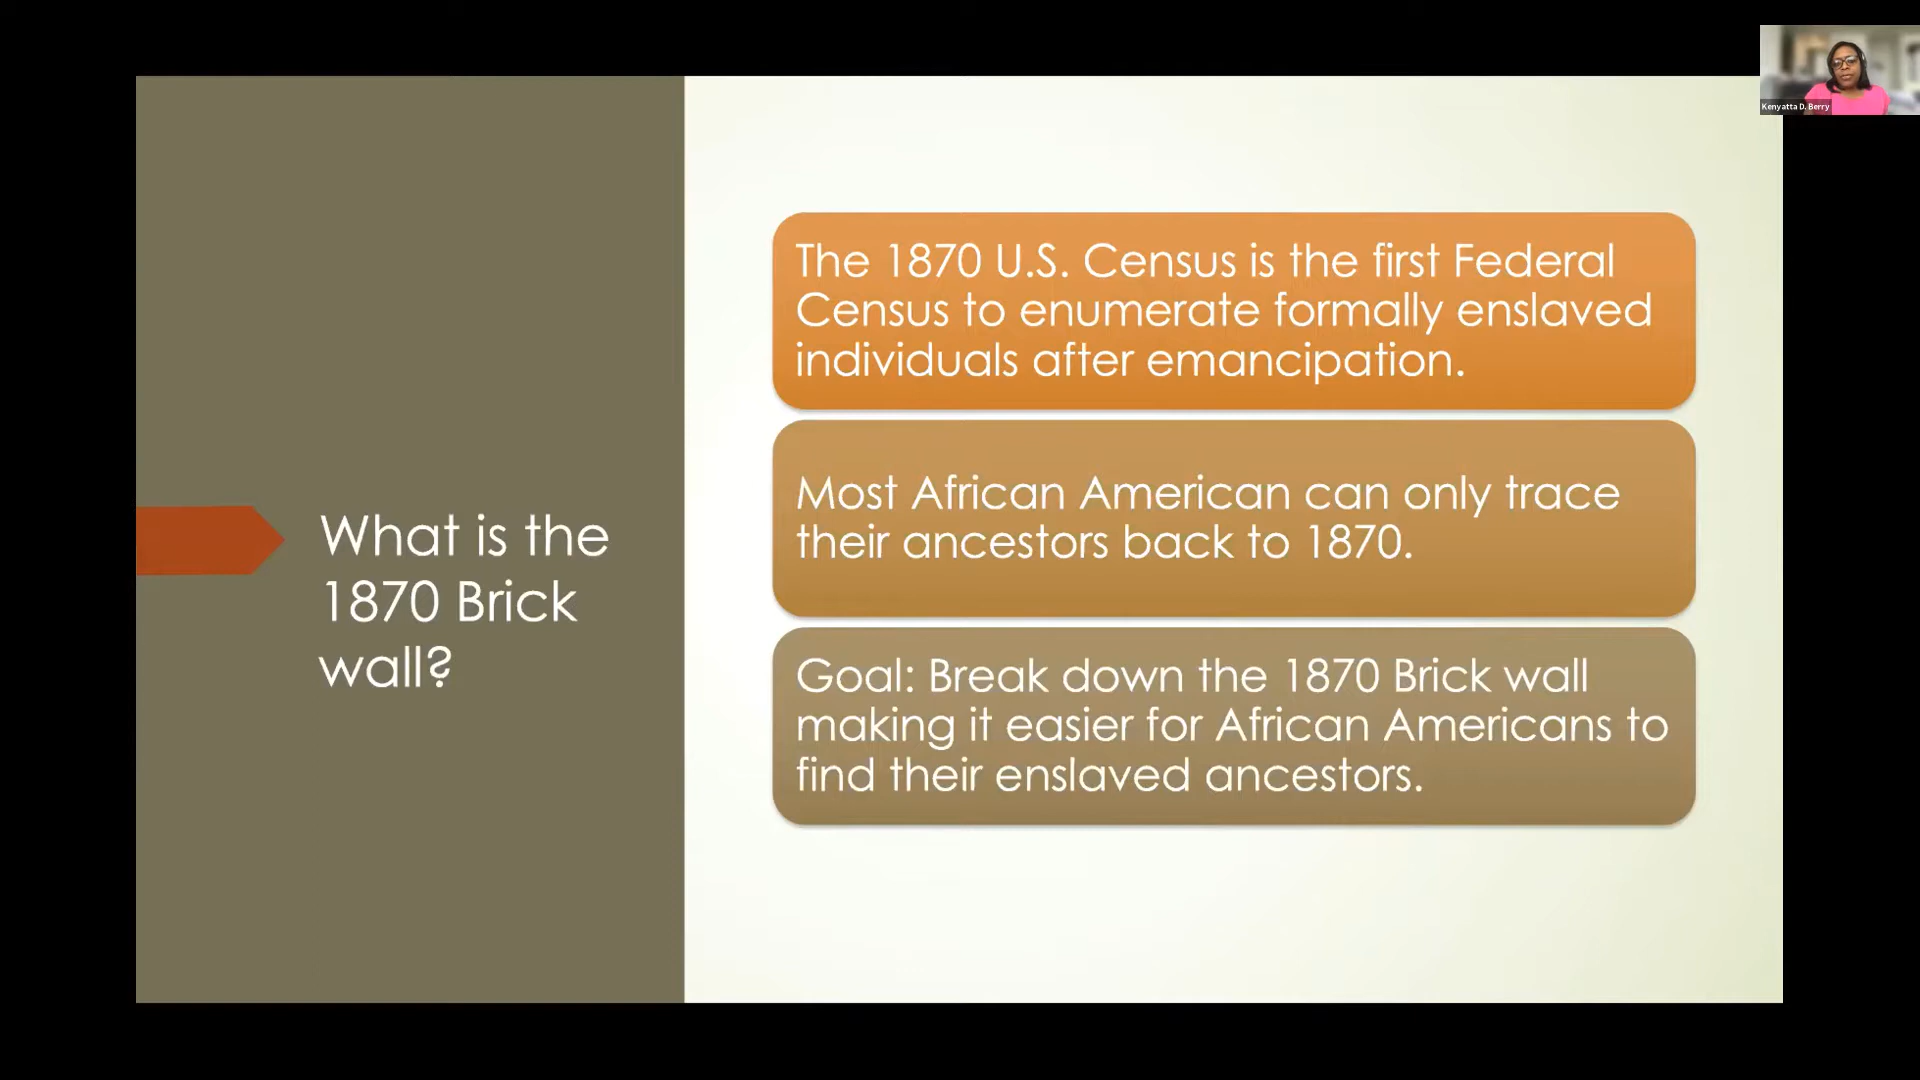 What is the
1870 Brick
wall?
The 1870 U.S. Census is the first Federal
Census to enumerate formally enslaved
individuals after emancipation.
Most African American can only trace
their ancestors back to 1870.
Goal: Break down the 1870 Brick wall
making it easier for African Americans to
find their enslaved ancestors.
Kenyatta D. Berry